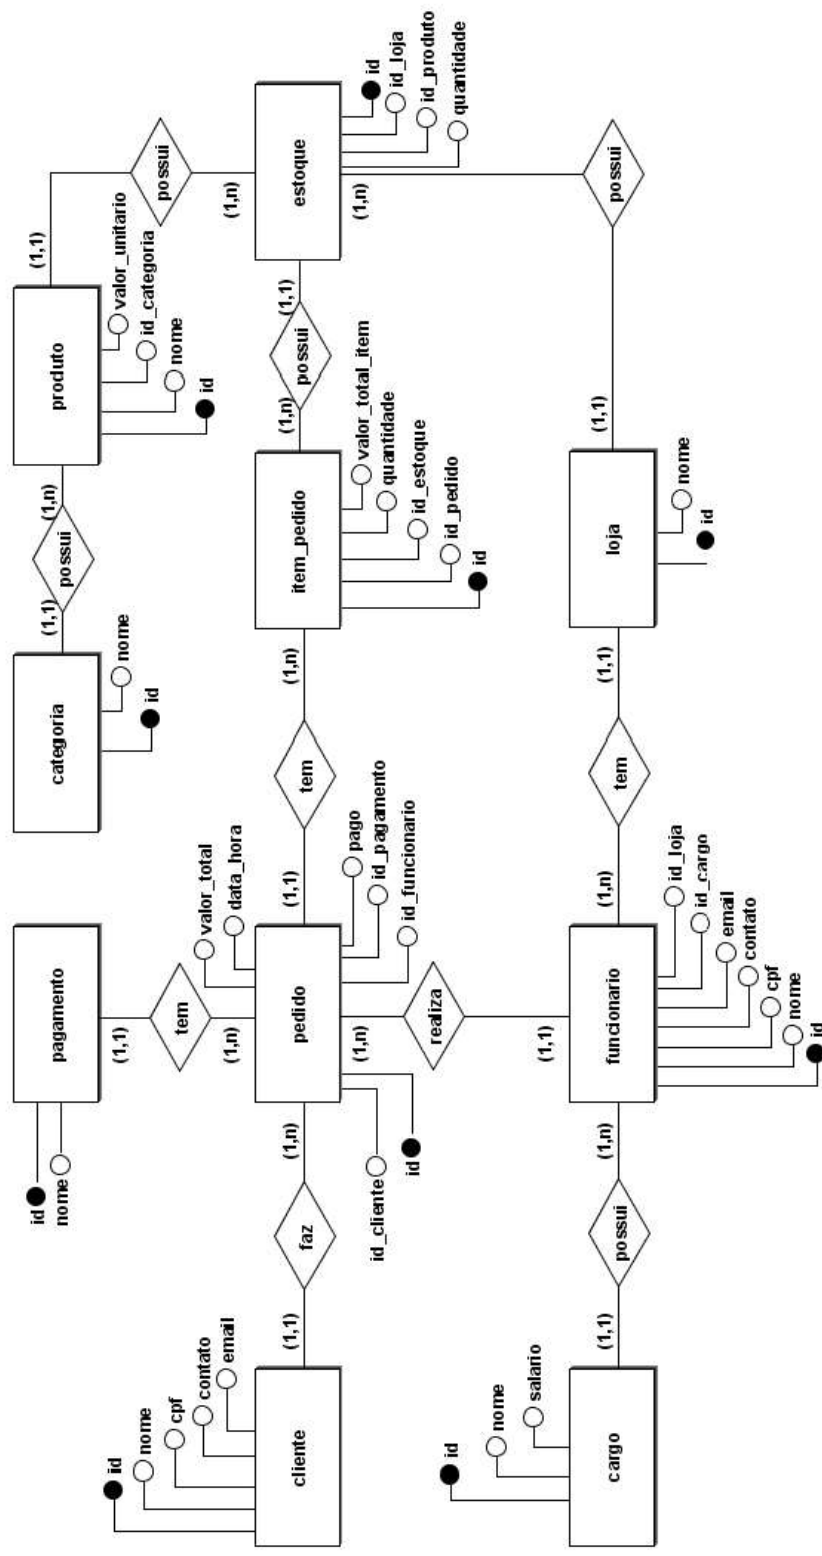 id
nome
cpf
contato
email
cliente
(1,1)
faz
(1,n)
id
nome
pagamento
(1,1)
tem
(1,n)
valor_total
data_hora
pedido
id_cliente
id
pago
id_pagamento
id_funcionario
(1,n)
realiza
(1,1)
(1,1)
tem
(1,n)
categoria
nome
id
(1,1)
possui
(1,n)
produto
valor_unitario
id_categoria
nome
id
(1,1)
possui
(1,n)
item_pedido
valor_total_item
quantidade
id_estoque
id_pedido
id
(1,n)
possui
(1,1)
estoque
id
id_loja
id_produto
quantidade
(1,n)
possui
(1,1)
id
nome
salario
cargo
(1,1)
possui
(1,n)
funcionario
id_loja
id_cargo
email
contato
cpf
nome
id
(1,n)
tem
(1,1)
loja
nome
id